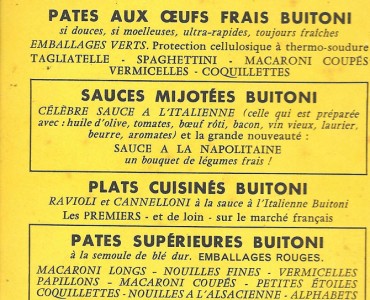 PATES AUX ŒUFS FRAIS BUITONI
si douces, si moelleuses, ultra-rapides, toujours fraîches
EMBALLAGES VERTS. Protection cellulosique à thermo-soudure
TAGLIATELLE - SPAGHETTINI - MACARONI COUPÉS
VERMICELLES - COQUILLETTES
SAUCES MIJOTÉES BUITONI
CÉLÈBRE SAUCE A L'ITALIENNE (celle qui est préparée
avec : huile d'olive, tomates, bœuf rôti, bacon, vin vieux, laurier,
beurre, aromates) et la grande nouveauté :
SAUCE A LA NAPOLITAINE
un bouquet de légumes frais !
PLATS CUISINÉS BUITONI
RAVIOLI et CANNELLONI à la sauce à l'Italienne Buitoni
Les PREMIERS - et de loin - sur le marché français
PATES SUPÉRIEURES BUITONI
à la semoule de blé dur. EMBALLAGES ROUGES.
MACARONI LONGS - NOUILLES FINES - VERMICELLES
PAPILLONS - MACARONI COUPÉS - PETITES ÉTOILES
COQUILLETTES - NOUILLES A L'ALSACIENNE - ALPHABETS